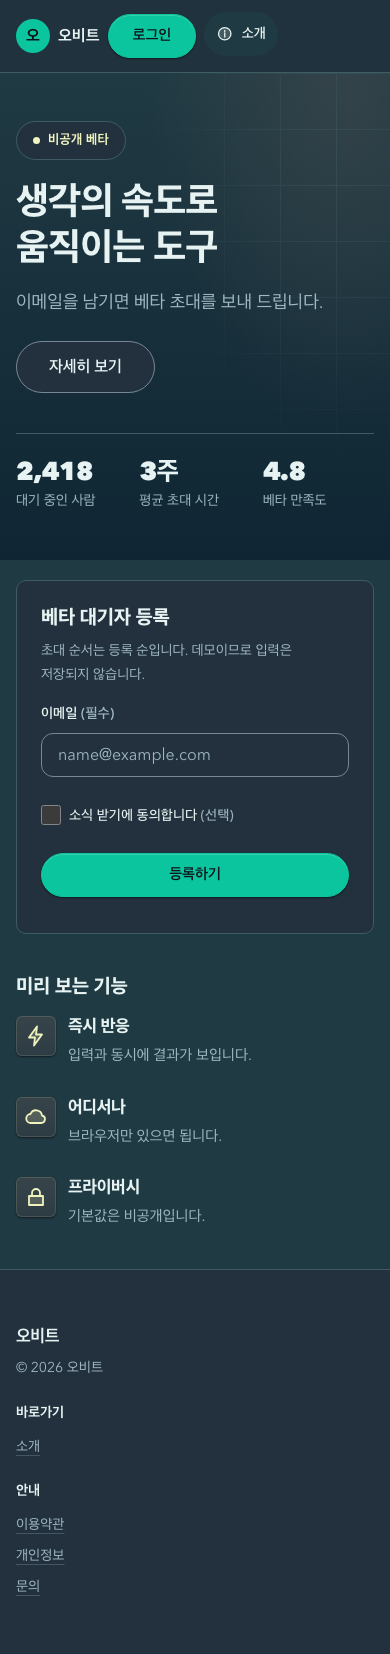 오 오비트 로그인 소개
비공개 베타
생각의 속도로
움직이는 도구
이메일을 남기면 베타 초대를 보내 드립니다.
자세히 보기
2,418 3주 4.8
대기 중인 사람 평균 초대 시간 베타 만족도
베타 대기자 등록
초대 순서는 등록 순입니다. 데모이므로 입력은
저장되지 않습니다.
이메일 (필수)
name@example.com
소식 받기에 동의합니다 (선택)
등록하기
미리 보는 기능
즉시 반응
입력과 동시에 결과가 보입니다.
어디서나
브라우저만 있으면 됩니다.
프라이버시
기본값은 비공개입니다.
오비트
© 2026 오비트
바로가기
소개
안내
이용약관
개인정보
문의